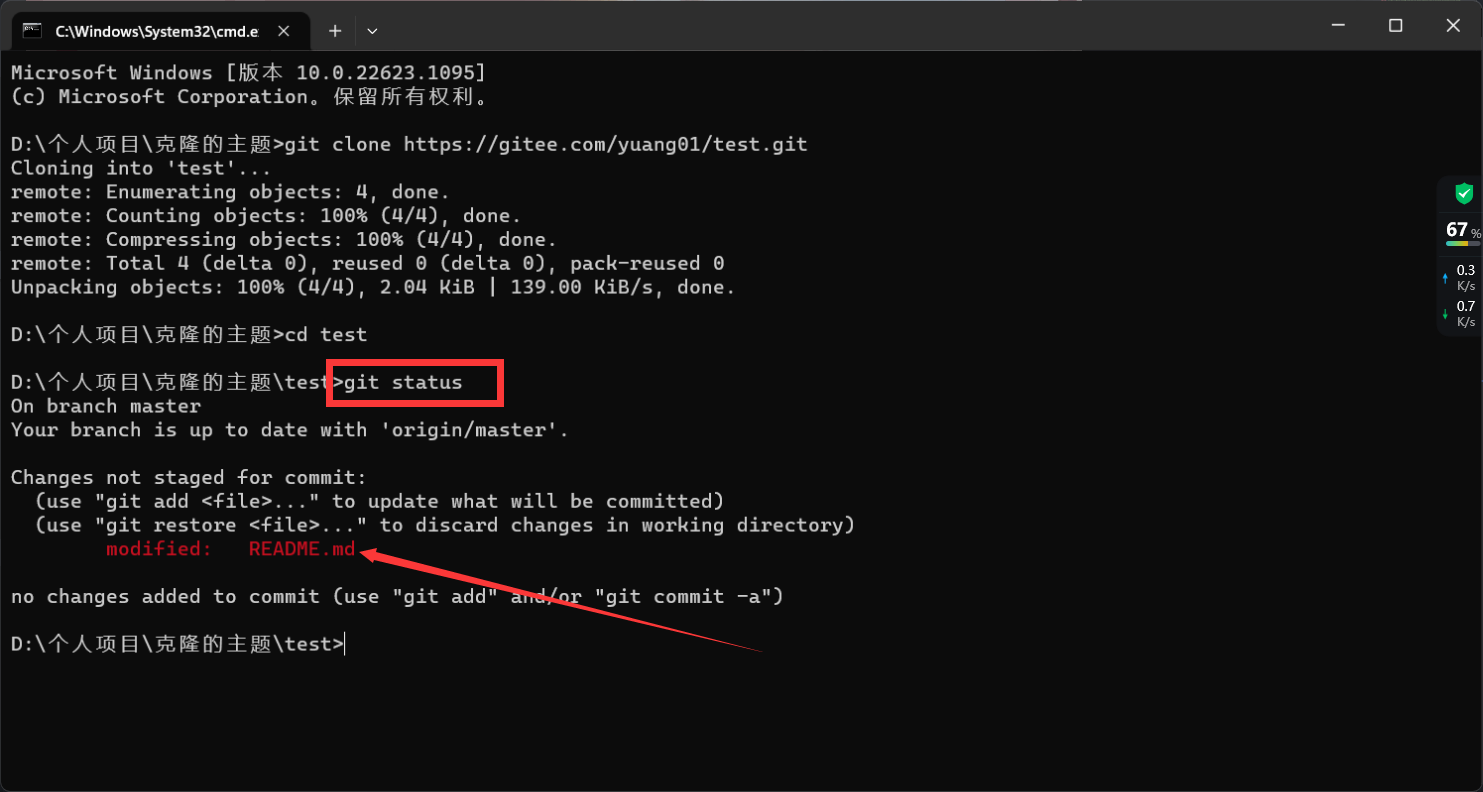 C:\Windows\System32\cmd.e
Microsoft Windows [版本 10.0.22623.1095]
(c) Microsoft Corporation。保留所有权利。
D:\个人项目\克隆的主题>git clone https://gitee.com/yuang01/test.git
Cloning into 'test'...
remote: Enumerating objects: 4, done.
remote: Counting objects: 100% (4/4), done.
remote: Compressing objects: 100% (4/4), done.
remote: Total 4 (delta 0), reused 0 (delta 0), pack-reused 0
Unpacking objects: 100% (4/4), 2.04 KiB | 139.00 KiB/s, done.
D:\个人项目\克隆的主题>cd test
D:\个人项目\克隆的主题\test>git status
On branch master
Your branch is up to date with 'origin/master'.
Changes not staged for commit:
(use "git add <file>..." to update what will be committed)
(use "git restore <file>..." to discard changes in working directory)
modified: README.md
no changes added to commit (use "git add" and/or "git commit -a")
D:\个人项目\克隆的主题\test>
67%
0.3
K/s
0.7
K/s